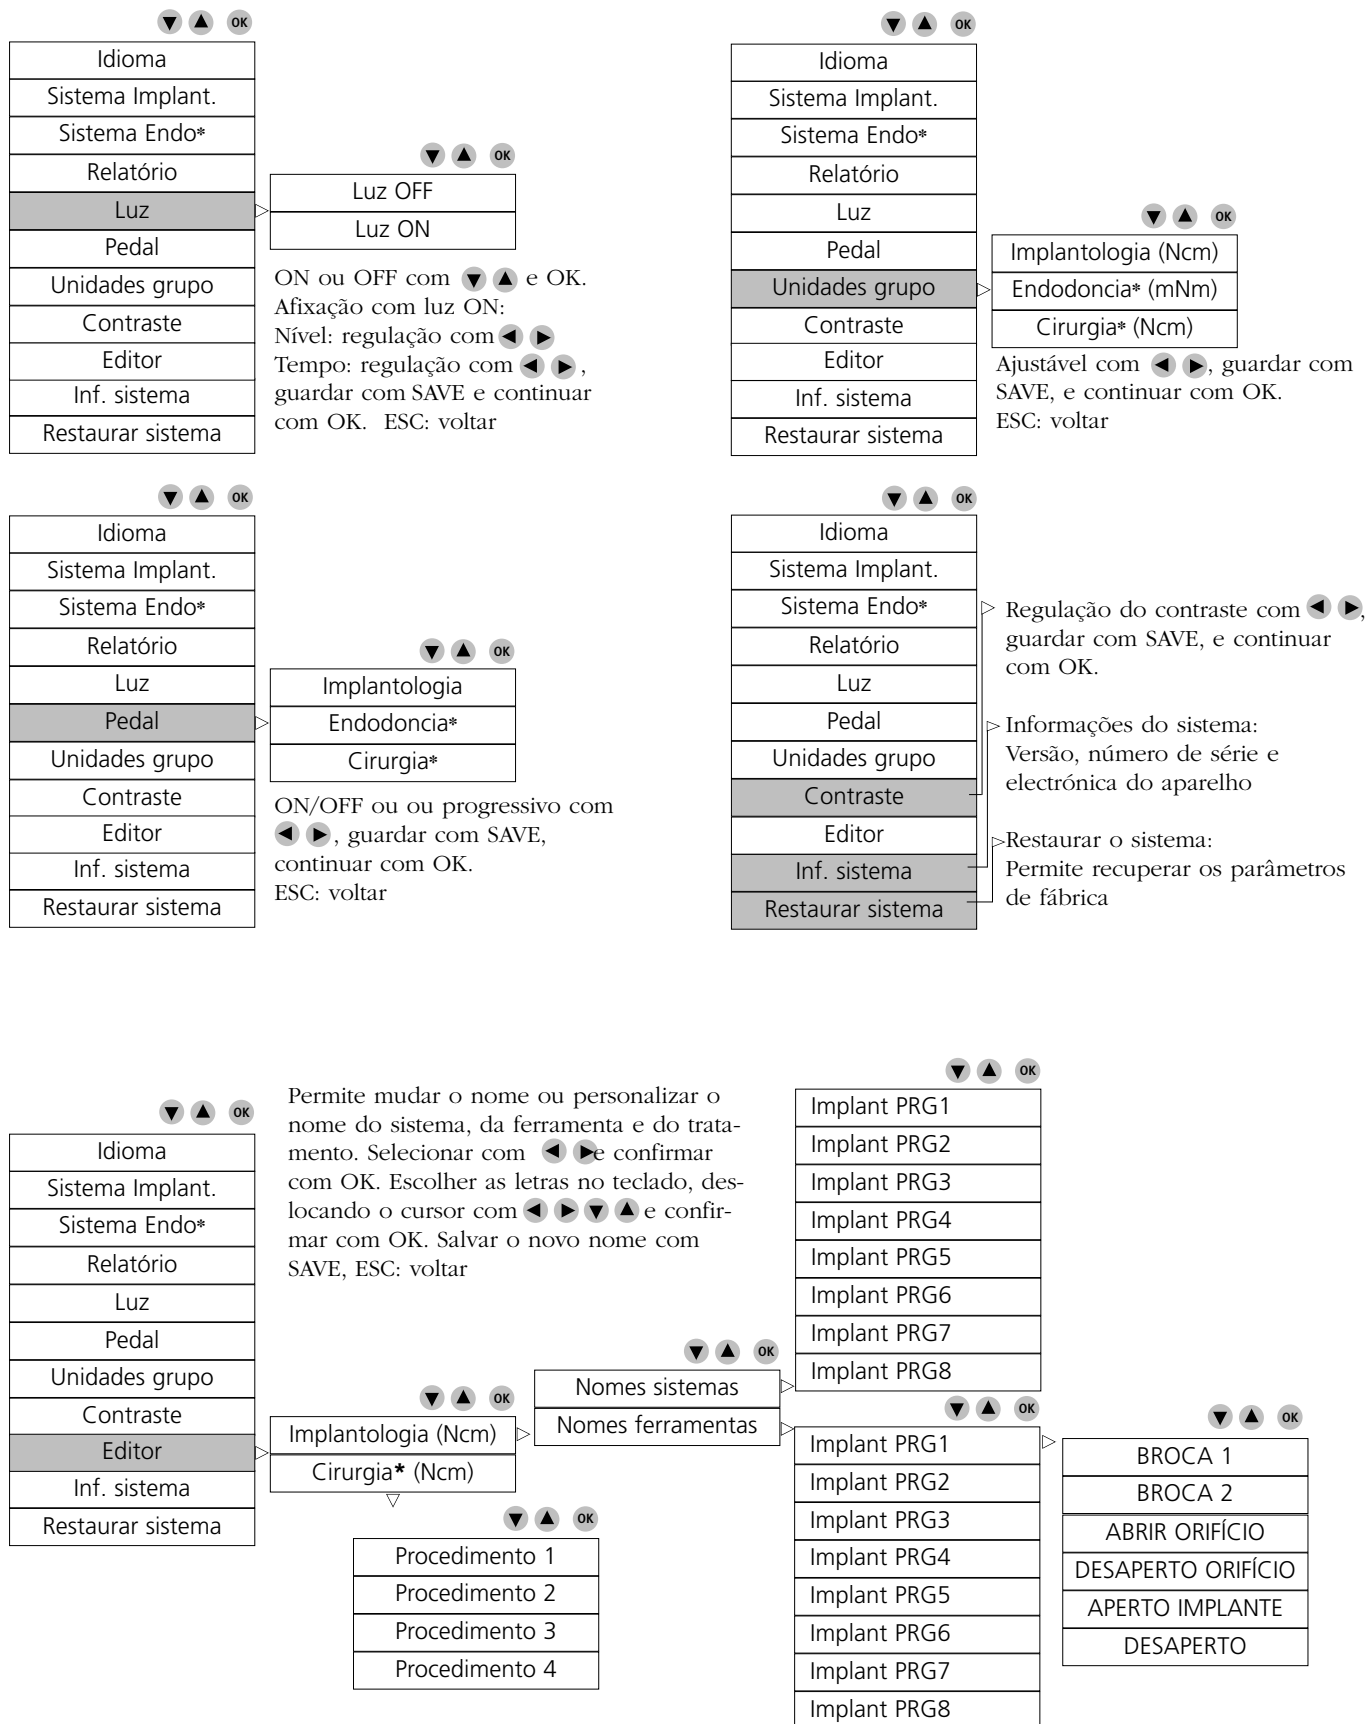 OK
Idioma
Sistema Implant.
Sistema Endo*
Relatório
Luz
Pedal
Unidades grupo
Contraste
Editor
Inf. sistema
Restaurar sistema
OK
Luz OFF
Luz ON
ON ou OFF com ▼ ▲ e OK.
Afixação com luz ON:
Nível: regulação com ◀ ▶
Tempo: regulação com ◀ ▶ ,
guardar com SAVE e continuar
com OK. ESC: voltar
OK
Idioma
Sistema Implant.
Sistema Endo*
Relatório
Luz
Pedal
Unidades grupo
Contraste
Editor
Inf. sistema
Restaurar sistema
OK
Implantologia (Ncm)
Endodoncia* (mNm)
Cirurgia* (Ncm)
Ajustável com ◀ ▶, guardar com
SAVE, e continuar com OK.
ESC: voltar
OK
Idioma
Sistema Implant.
Sistema Endo*
Relatório
Luz
Pedal
Unidades grupo
Contraste
Editor
Inf. sistema
Restaurar sistema
OK
Implantologia
Endodoncia*
Cirurgia*
ON/OFF ou ou progressivo com
◀ ▶, guardar com SAVE,
continuar com OK.
ESC: voltar
OK
Idioma
Sistema Implant.
Sistema Endo*
Relatório
Luz
Pedal
Unidades grupo
Contraste
Editor
Inf. sistema
Restaurar sistema
Regulação do contraste com ◀ ▶,
guardar com SAVE, e continuar
com OK.
Informações do sistema:
Versão, número de série e
electrónica do aparelho
Restaurar o sistema:
Permite recuperar os parâmetros
de fábrica
OK
Idioma
Sistema Implant.
Sistema Endo*
Relatório
Luz
Pedal
Unidades grupo
Contraste
Editor
Inf. sistema
Restaurar sistema
Permite mudar o nome ou personalizar o
nome do sistema, da ferramenta e do trata-
mento. Selecionar com ◀ ▶e confirmar
com OK. Escolher as letras no teclado, des-
locando o cursor com ◀ ▶ ▼ ▲ e confir-
mar com OK. Salvar o novo nome com
SAVE, ESC: voltar
OK
Implantologia (Ncm)
Cirurgia* (Ncm)
OK
Procedimento 1
Procedimento 2
Procedimento 3
Procedimento 4
OK
Nomes sistemas
Nomes ferramentas
OK
Implant PRG1
Implant PRG2
Implant PRG3
Implant PRG4
Implant PRG5
Implant PRG6
Implant PRG7
Implant PRG8
OK
Implant PRG1
Implant PRG2
Implant PRG3
Implant PRG4
Implant PRG5
Implant PRG6
Implant PRG7
Implant PRG8
OK
BROCA 1
BROCA 2
ABRIR ORIFÍCIO
DESAPERTO ORIFÍCIO
APERTO IMPLANTE
DESAPERTO